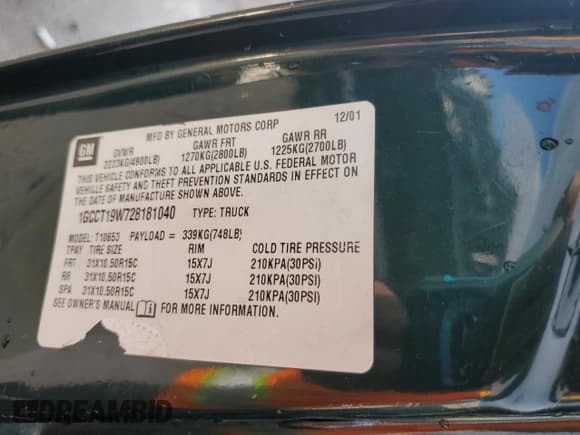 12/01
MFD BY GENERAL MOTORS CORP
GM GVWR GAWR FRT GAWR RR
2223KG(4900LB) 1270KG(2800LB) 1225KG(2700LB)
THIS VEHICLE CONFORMS TO ALL APPLICABLE U.S. FEDERAL MOTOR
VEHICLE SAFETY AND THEFT PREVENTION STANDARDS IN EFFECT ON
THE DATE OF MANUFACTURE SHOWN ABOVE.
1GCCT19W728181040 TYPE: TRUCK
MODEL: T10653 PAYLOAD = 339KG(748LB)
TPAY TIRE SIZE RIM COLD TIRE PRESSURE
FRT 31X10.50R15C 15X7J 210KPA(30PSI)
RR 31X10.50R15C 15X7J 210KPA(30PSI)
SPA 31X10.50R15C 15X7J 210KPA(30PSI)
SEE OWNER'S MANUAL FOR MORE INFORMATION.
DREAMBID